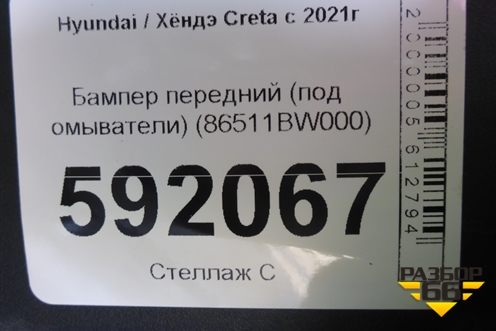 Hyundai / Хёндэ Creta с 2021г
Бампер передний (под
омыватели) (86511BW000)
592067
Стеллаж С
2000005612794
РАЗБОР
66